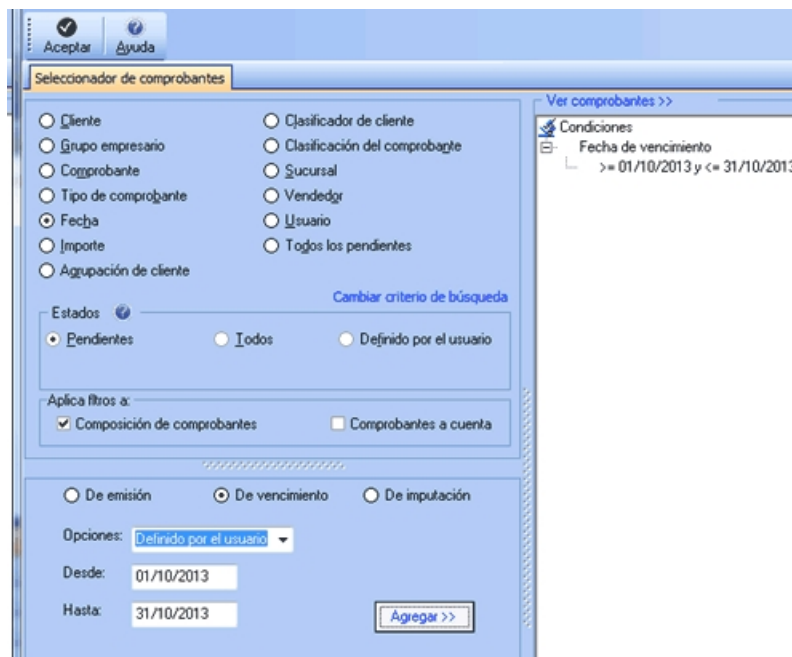 Aceptar Ayuda
Seleccionador de comprobantes
Ver comprobantes >>
Cliente
Grupo empresario
Comprobante
Tipo de comprobante
Fecha
Importe
Agrupación de cliente
Clasificador de cliente
Clasificación del comprobante
Sucursal
Vendedor
Usuario
Todos los pendientes
Cambiar criterio de búsqueda
Estados
Pendientes Todos Definido por el usuario
Aplica fltros a:
Composición de comprobantes Comprobantes a cuenta
De emisión De vencimiento De imputación
Opciones: Definido por el usuario
Desde: 01/10/2013
Hasta: 31/10/2013
Agregar >>
Condiciones
Fecha de vencimiento
>= 01/10/2013 y <= 31/10/2013